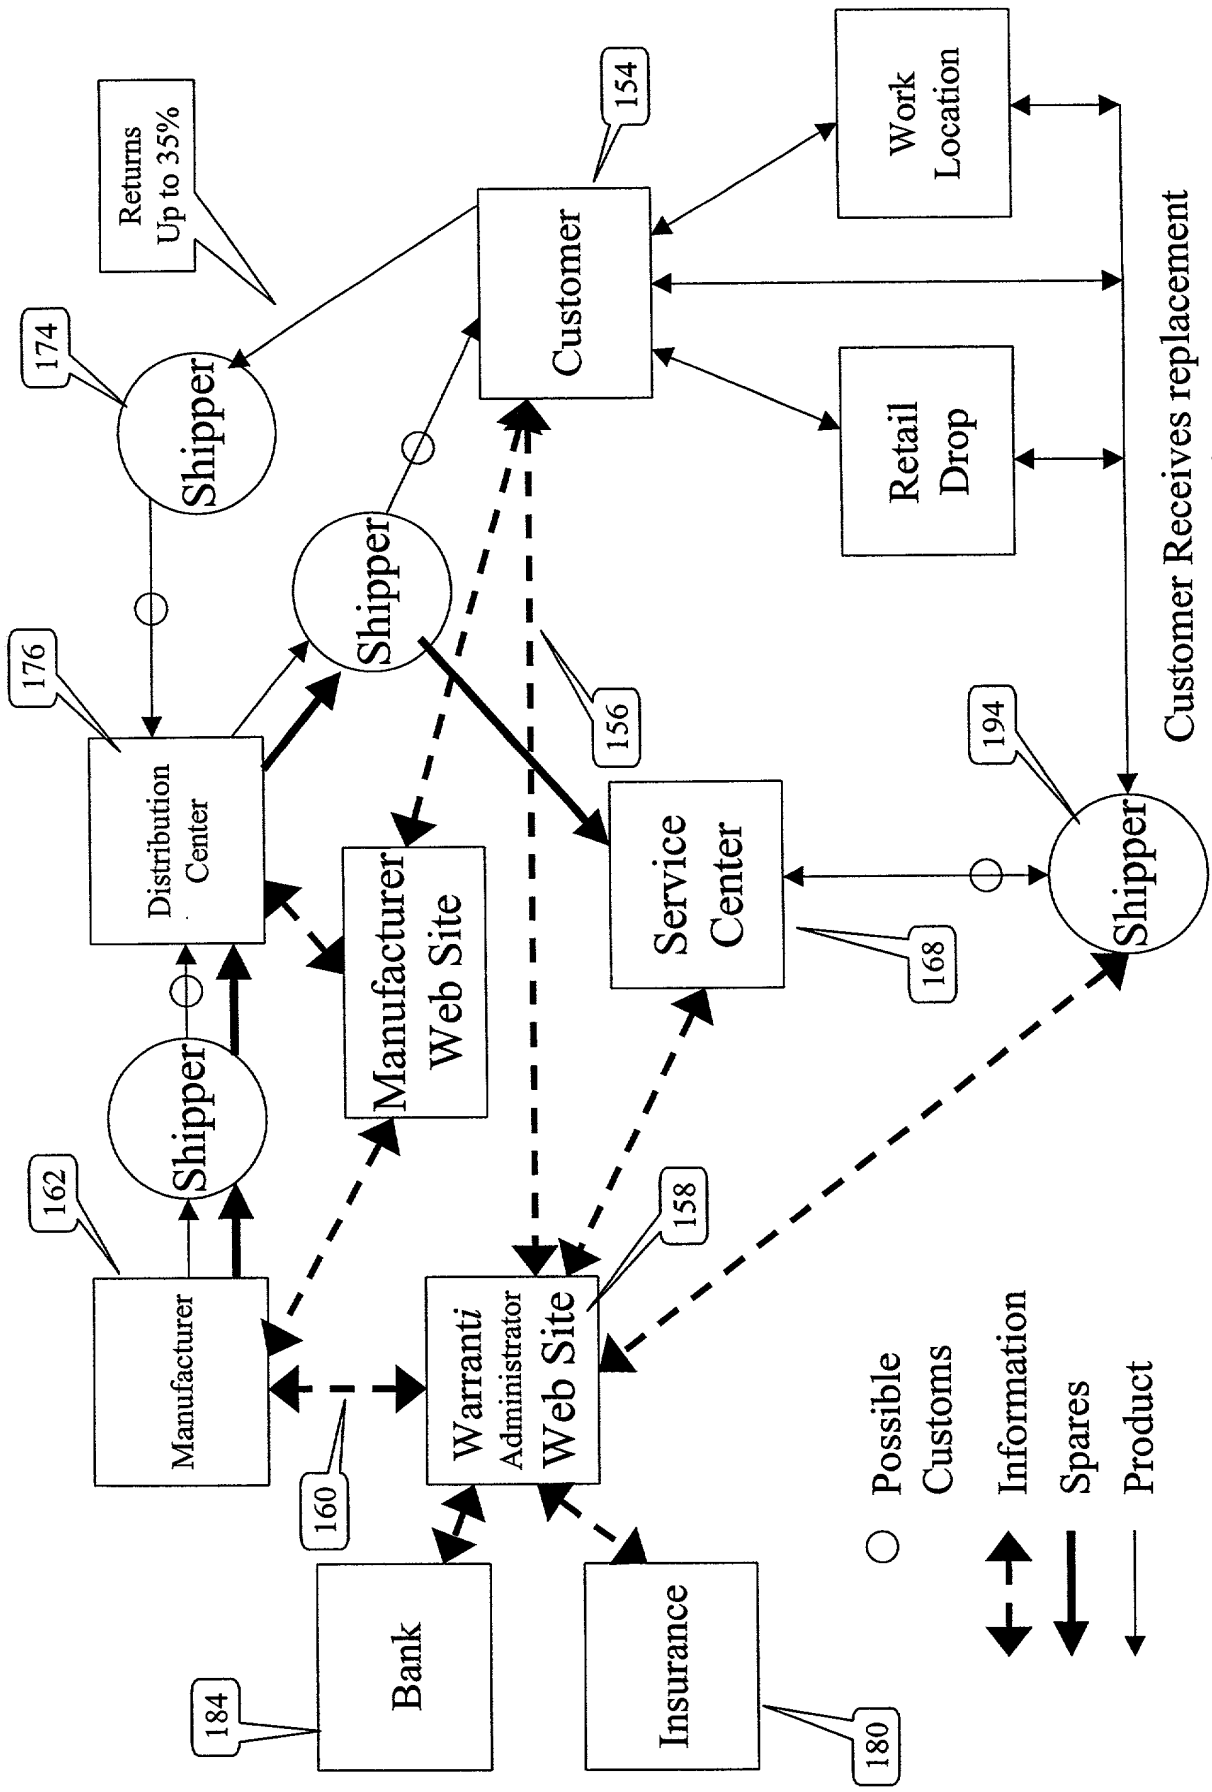 Returns
Up to 35%
174
154
176
162
Shipper
Distribution
Center
Shipper
Manufacturer
Shipper
Customer
Manufacturer
Web Site
160
184
Bank
Warranti
Administrator
Web Site
156
158
Insurance
180
Service
Center
168
Retail
Drop
Work
Location
194
Shipper
Customer Receives replacement
Possible
Customs
Information
Spares
Product